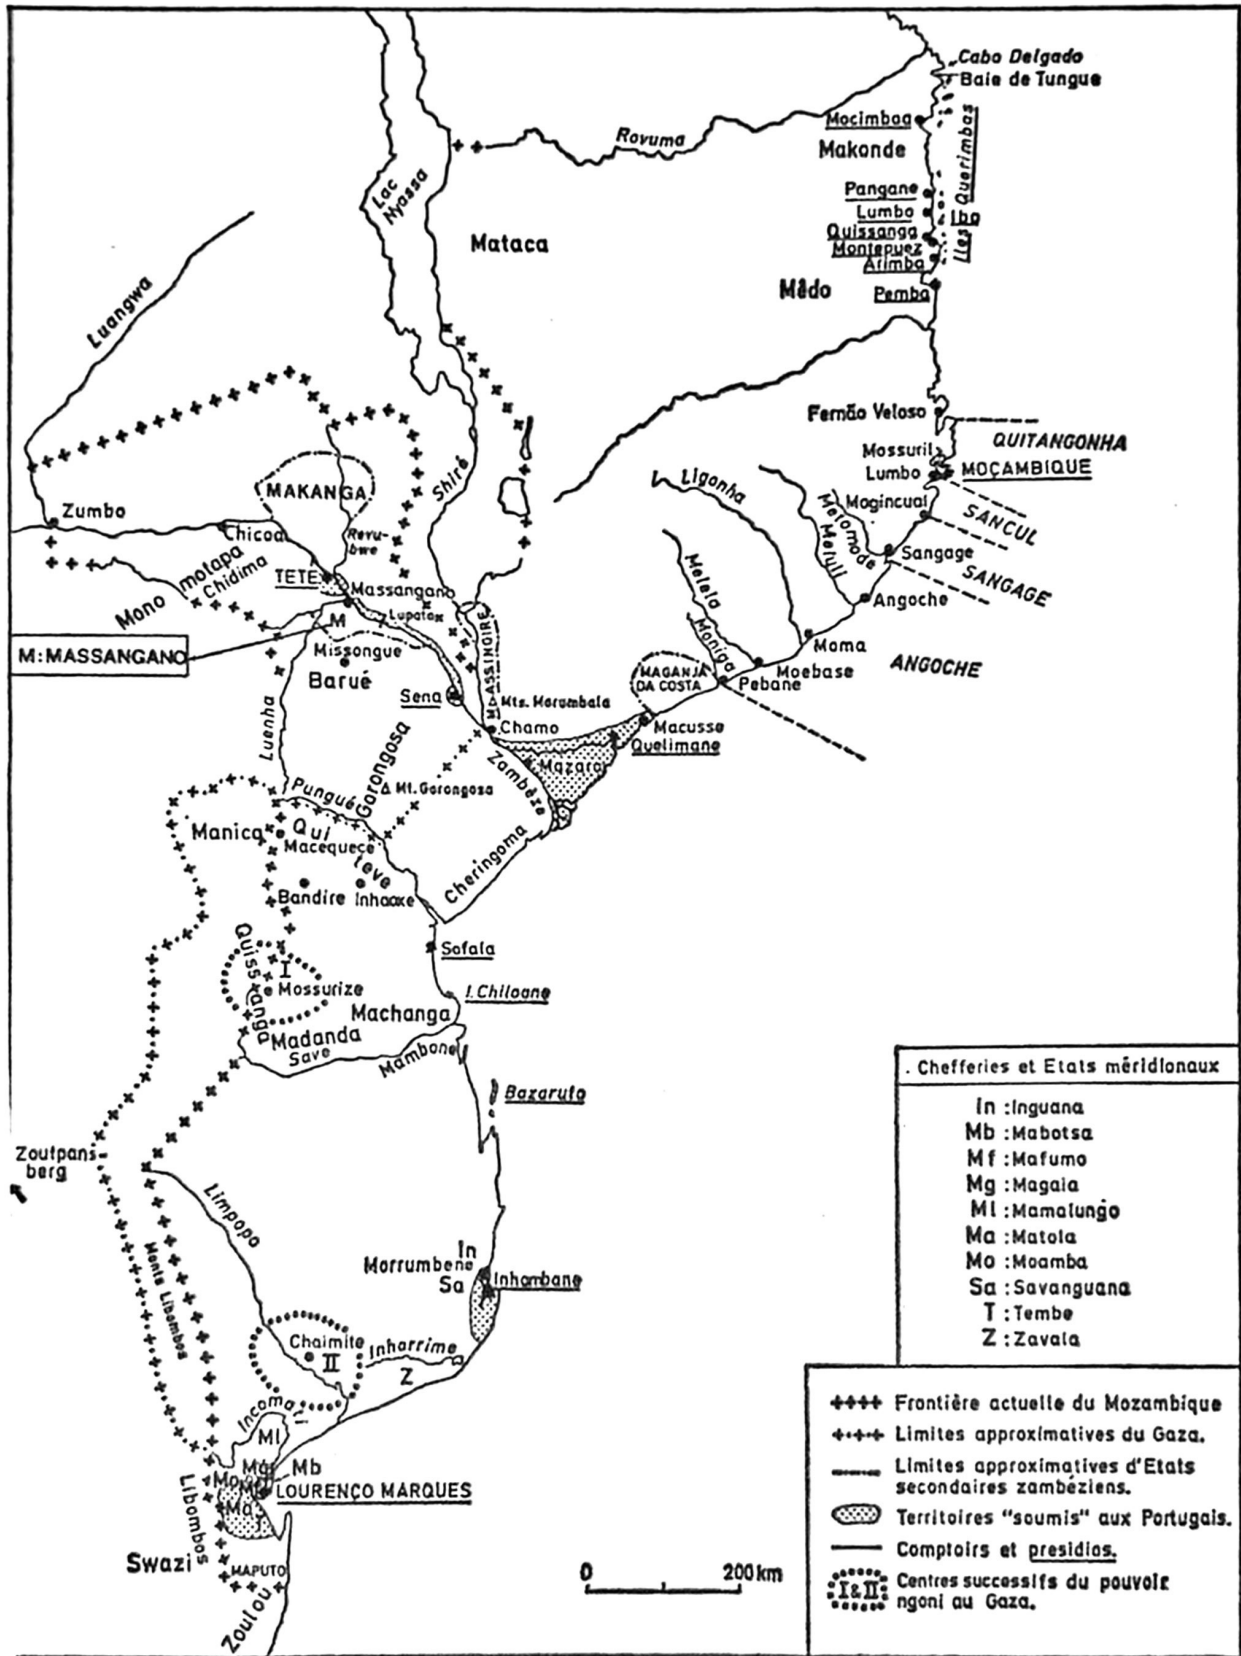 Cabo Delgado
Baie de Tungue
Mocimboa
Rovuma
Makonde
Querimbas
Lac
Nyassa
Pangane
Lumbo
Ibo
Quissanga
Iles
Mataca
Montepuez
Arimba
Mêdo
Pemba
Luangwa
Fernão Veloso
QUITANGONHA
Mossuril
Lumbo
MOÇAMBIQUE
Shiré
Ligonha
MAKANGA
Mogincual
SANCUL
Zumbo
Chicoa
Revu-
bwe
Metomode
Meluli
Sangage
SANGAGE
Mono motapa
Chidima
TETE
Massangano
Melela
Angoche
M
Lupata
MASSINGIRE
Moma
M:MASSANGANO
Missongue
Moniga
Moebase
ANGOCHE
Barué
MAGANJA
DA COSTA
Pebane
Sena
Mts. Morumbala
Luenha
Chamo
Macusse
Quelimane
Gorongosa
Zambèze
Mazaro
Pungué
Mt. Gorongosa
Manica
Qui
teve
Macequece
Cheringoma
Bandire
Inhaoxe
Quissanga
Sofala
I
Mossurize
I. Chiloane
Machanga
Madanda
Save
Mambone
Bazaruto
Zoutpans-
berg
Limpopo
Monts Libombos
In
Morrumbene
Sa
Inhambane
Chaimite
II
Inharrime
Z
Incomati
Ml
Mg
Mb
Mo
Mf
LOURENÇO MARQUES
Ma
T
Libombos
Swazi
MAPUTO
Zoulou
0 200 km
Chefferies et Etats méridionaux
In : Inguana
Mb : Mabotsa
Mf : Mafumo
Mg : Magaia
Ml : Mamalungo
Ma : Matola
Mo : Moamba
Sa : Savanguana
T : Tembe
Z : Zavala
Frontière actuelle du Mozambique
Limites approximatives du Gaza.
Limites approximatives d'Etats
secondaires zambéziens.
Territoires "soumis" aux Portugais.
Comptoirs et presidios.
I & II Centres successifs du pouvoir
ngoni au Gaza.